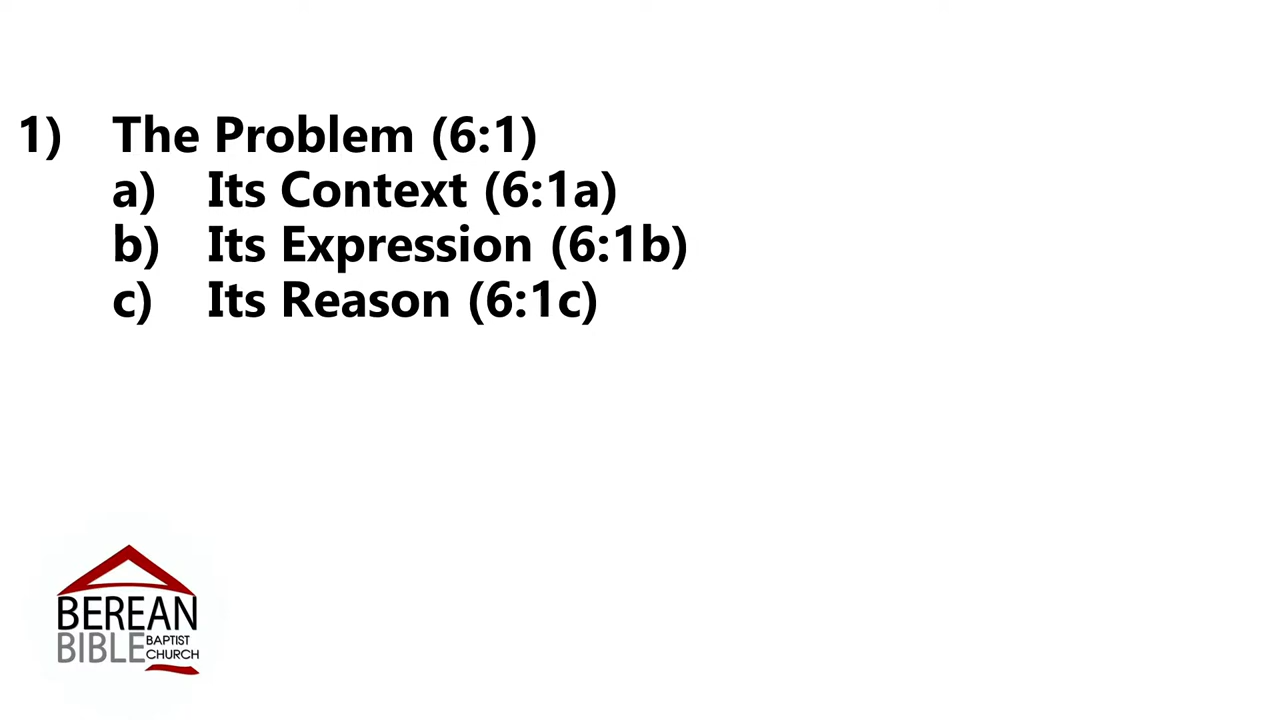 1) The Problem (6:1)
a) Its Context (6:1a)
b) Its Expression (6:1b)
c) Its Reason (6:1c)
BEREAN
BIBLE BAPTIST CHURCH